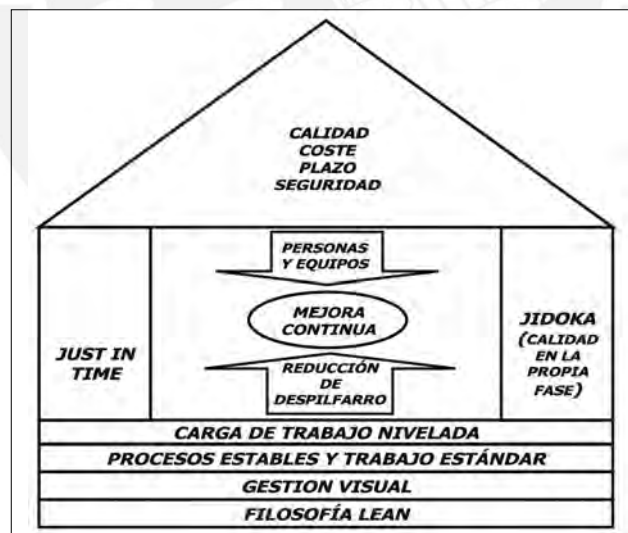 CALIDAD
COSTE
PLAZO
SEGURIDAD
PERSONAS
Y EQUIPOS
MEJORA
CONTINUA
REDUCCIÓN
DE
DESPILFARRO
JUST IN
TIME
JIDOKA
(CALIDAD
EN LA
PROPIA
FASE)
CARGA DE TRABAJO NIVELADA
PROCESOS ESTABLES Y TRABAJO ESTÁNDAR
GESTION VISUAL
FILOSOFÍA LEAN